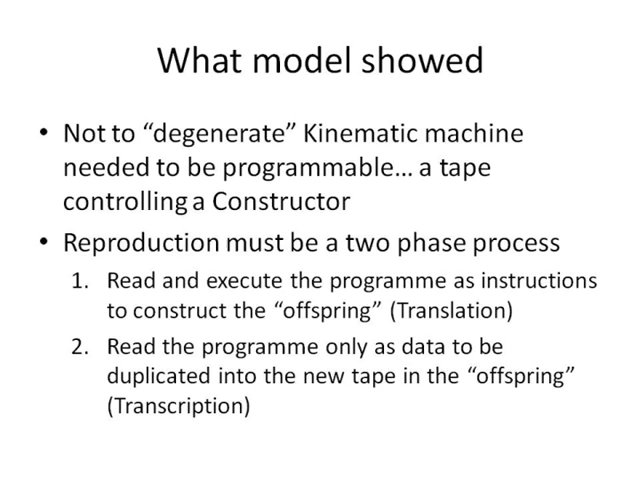 What model showed
• Not to “degenerate” Kinematic machine
needed to be programmable... a tape
controlling a Constructor
• Reproduction must be a two phase process
1. Read and execute the programme as instructions
to construct the “offspring” (Translation)
2. Read the programme only as data to be
duplicated into the new tape in the “offspring”
(Transcription)